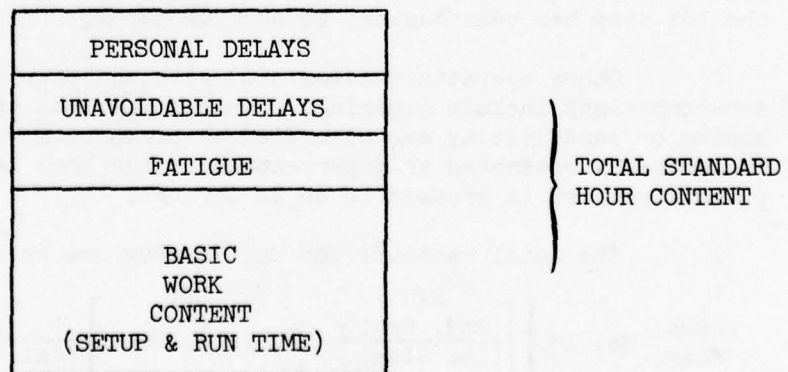 PERSONAL DELAYS
UNAVOIDABLE DELAYS
FATIGUE
BASIC
WORK
CONTENT
(SETUP & RUN TIME)
TOTAL STANDARD
HOUR CONTENT